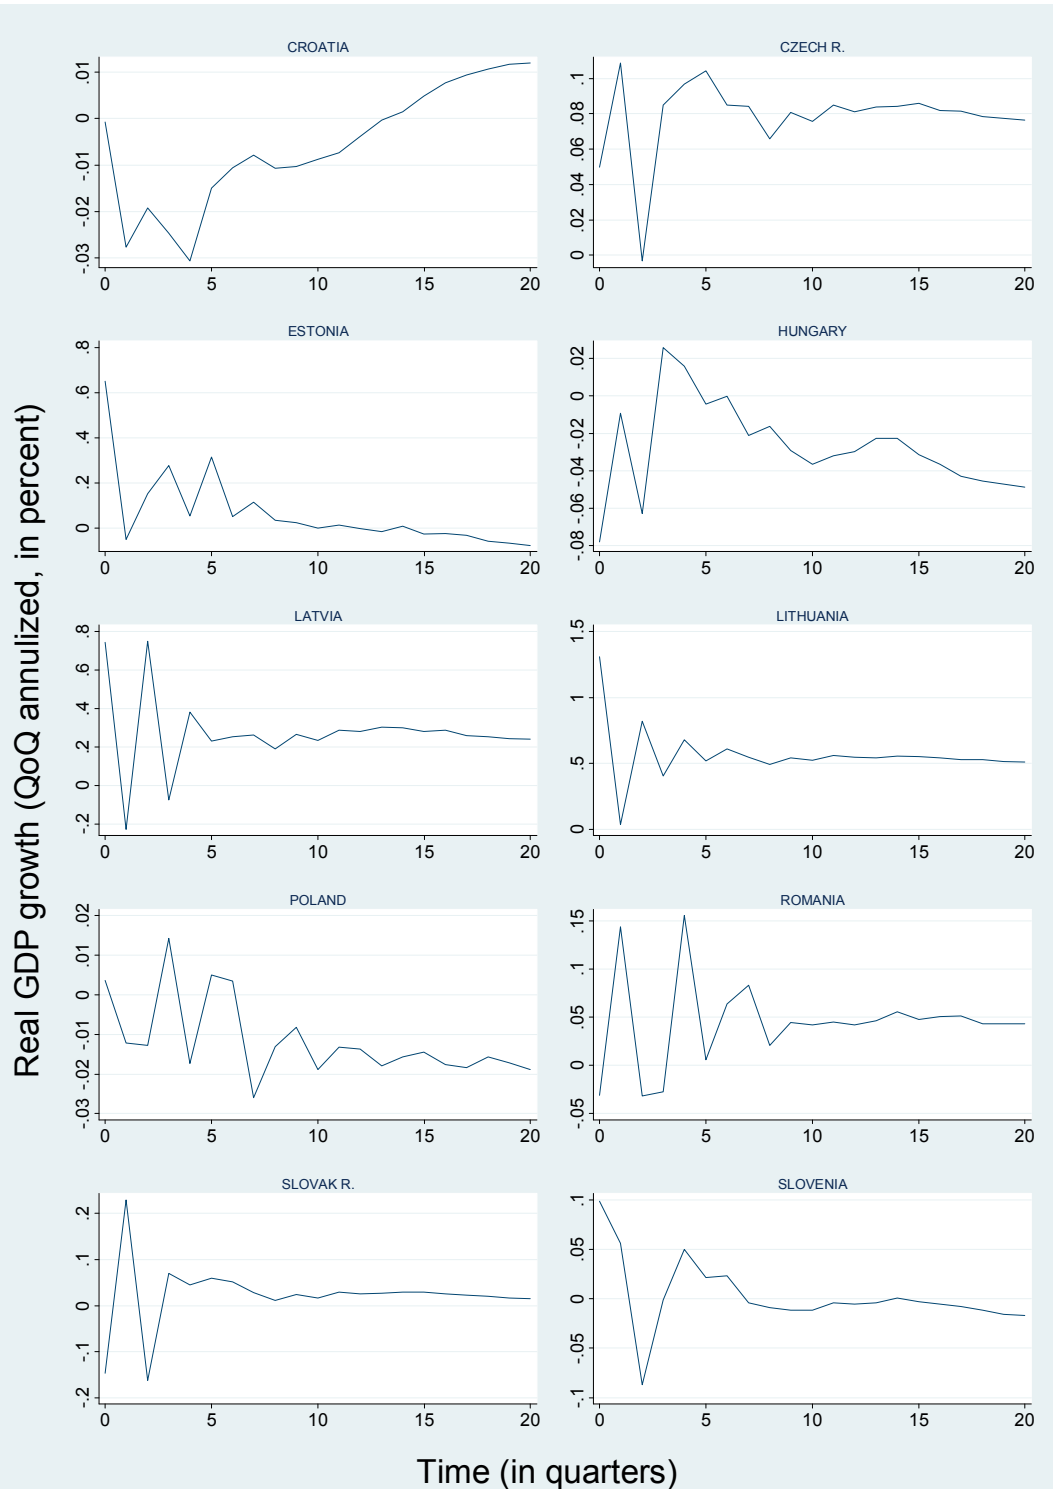 Real GDP growth (QoQ annulized, in percent)
CROATIA
.01
0
-.01
-.02
-.03
0 5 10 15 20
CZECH R.
.1
.08
.06
.04
.02
0
0 5 10 15 20
ESTONIA
.8
.6
.4
.2
0
0 5 10 15 20
HUNGARY
.02
0
-.02
-.04
-.06
-.08
0 5 10 15 20
LATVIA
.8
.6
.4
.2
0
-.2
0 5 10 15 20
LITHUANIA
1.5
1
.5
0
0 5 10 15 20
POLAND
.02
.01
0
-.01
-.02
-.03
0 5 10 15 20
ROMANIA
.15
.1
.05
0
-.05
0 5 10 15 20
SLOVAK R.
.2
.1
0
-.1
-.2
0 5 10 15 20
SLOVENIA
.1
.05
0
-.05
-.1
0 5 10 15 20
Time (in quarters)